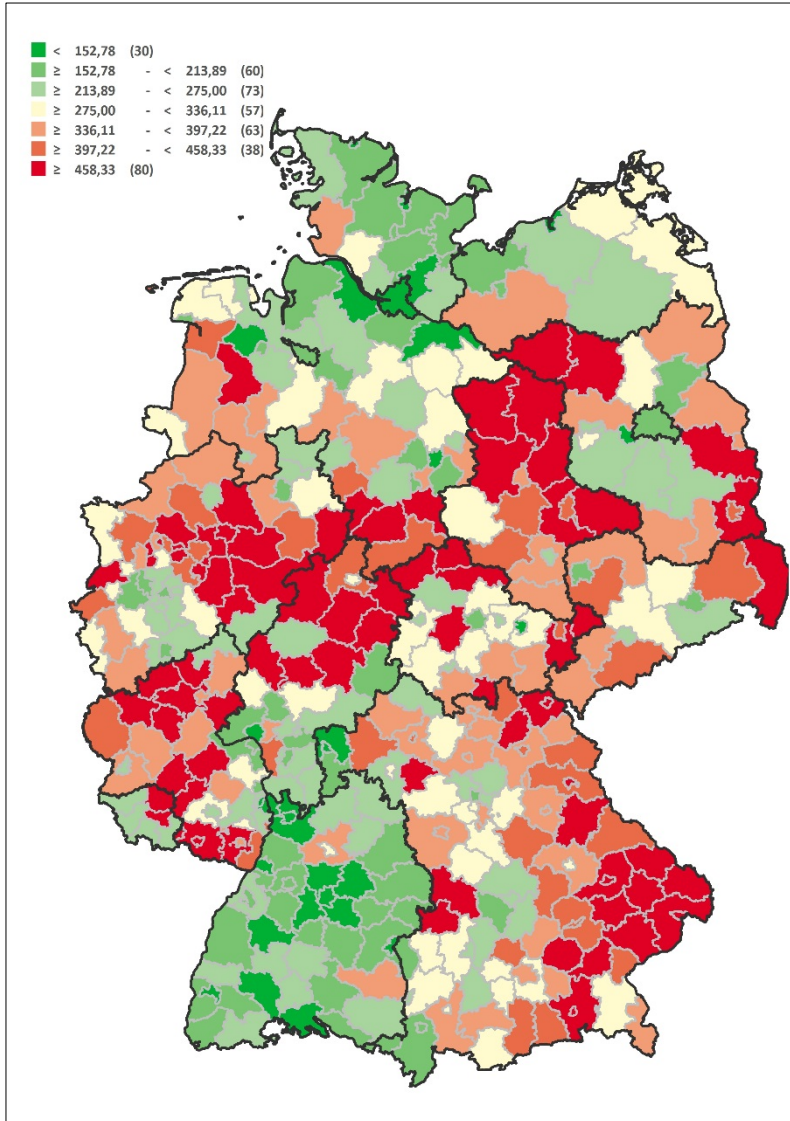 < 152,78 (30)
≥ 152,78 - < 213,89 (60)
≥ 213,89 - < 275,00 (73)
≥ 275,00 - < 336,11 (57)
≥ 336,11 - < 397,22 (63)
≥ 397,22 - < 458,33 (38)
≥ 458,33 (80)